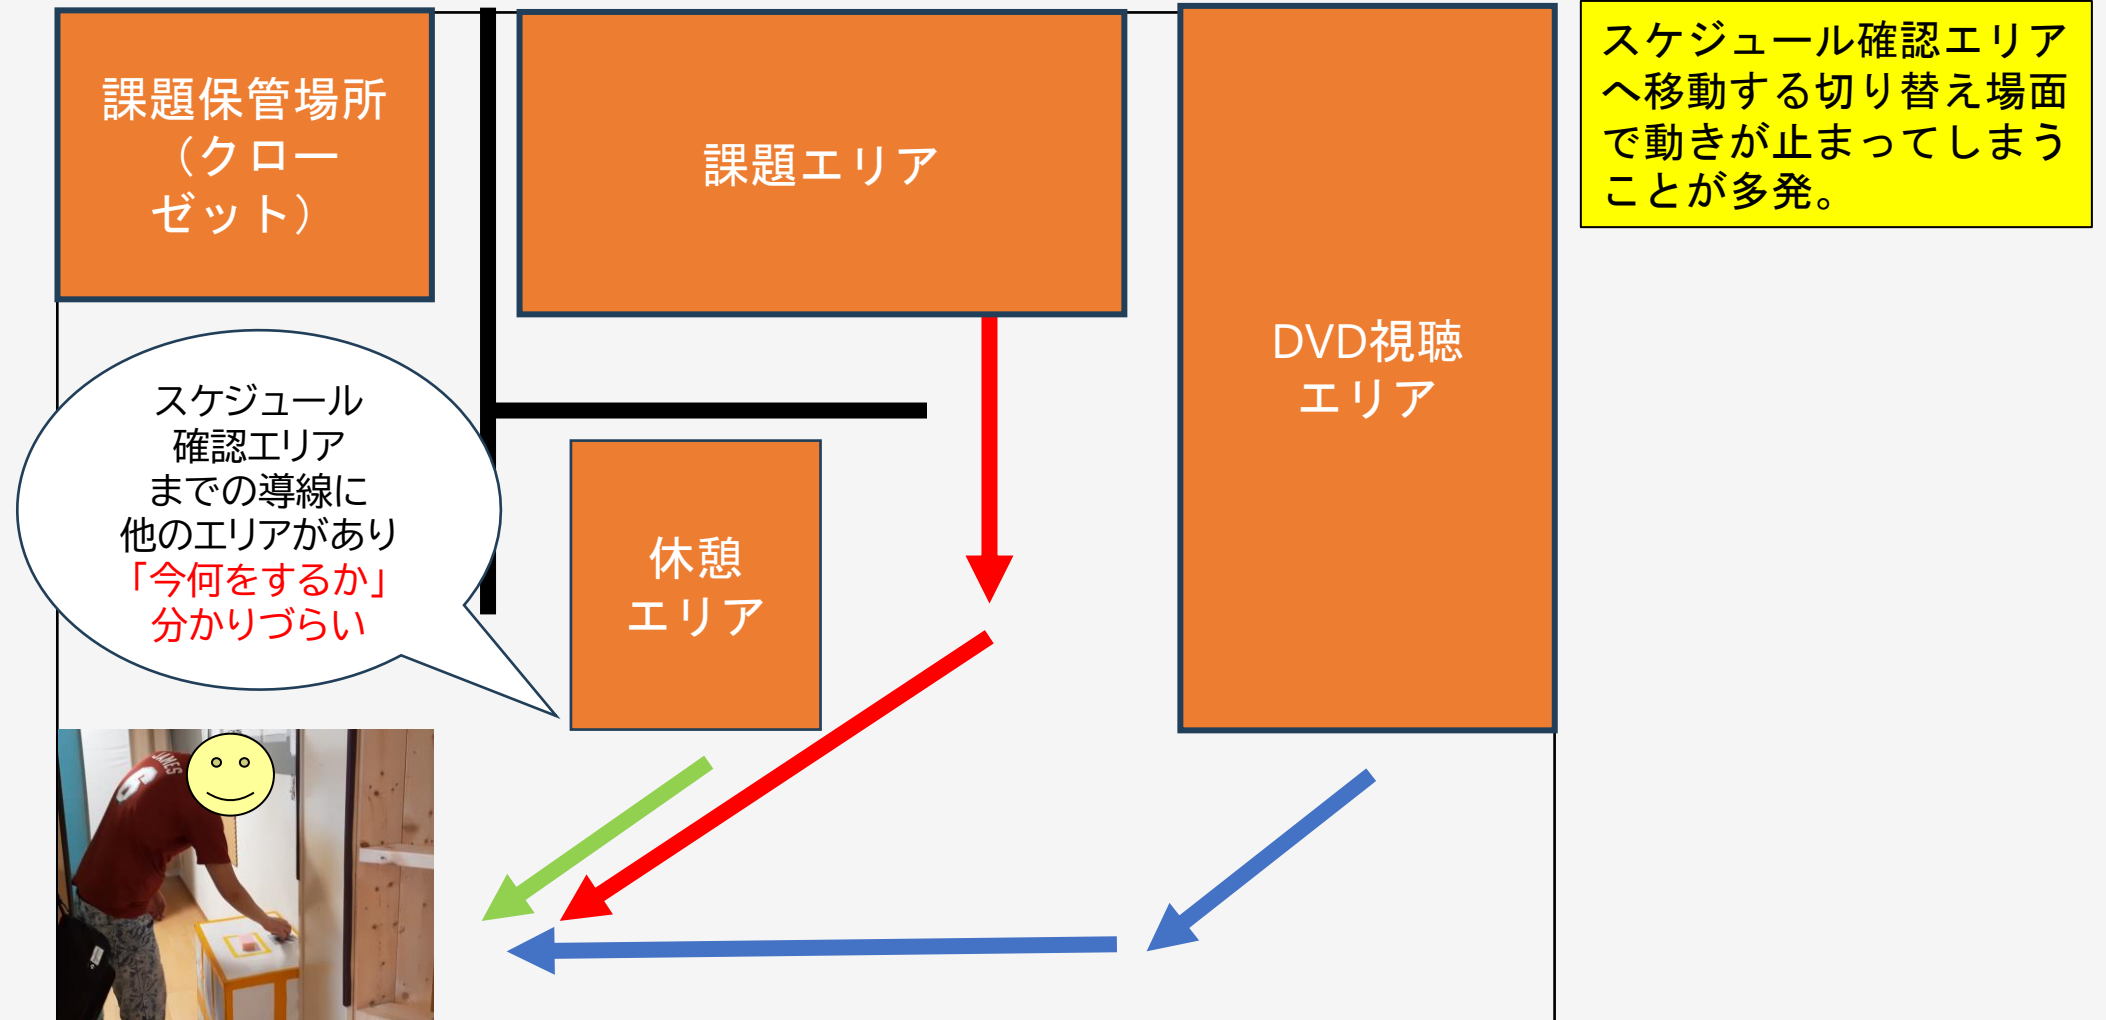 課題保管場所
（クロー
ゼット）
課題エリア
DVD視聴
エリア
スケジュール確認エリア
へ移動する切り替え場面
で動きが止まってしまう
ことが多発。
スケジュール
確認エリア
までの導線に
他のエリアがあり
「今何をするか」
分かりづらい
休憩
エリア
JAMES
6